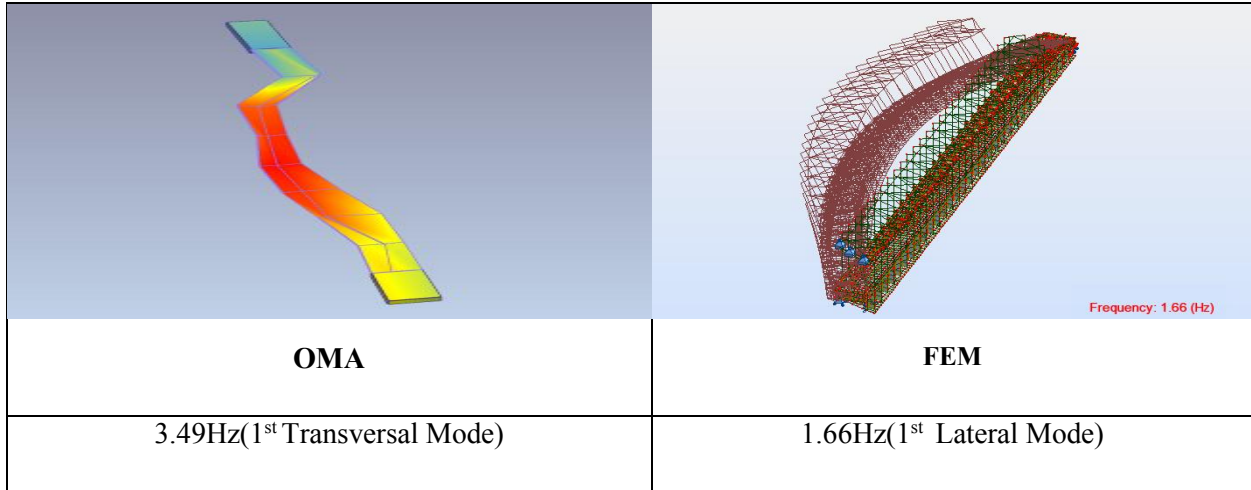 Frequency: 1.66 (Hz)
OMA
FEM
3.49Hz(1st Transversal Mode)
1.66Hz(1st Lateral Mode)